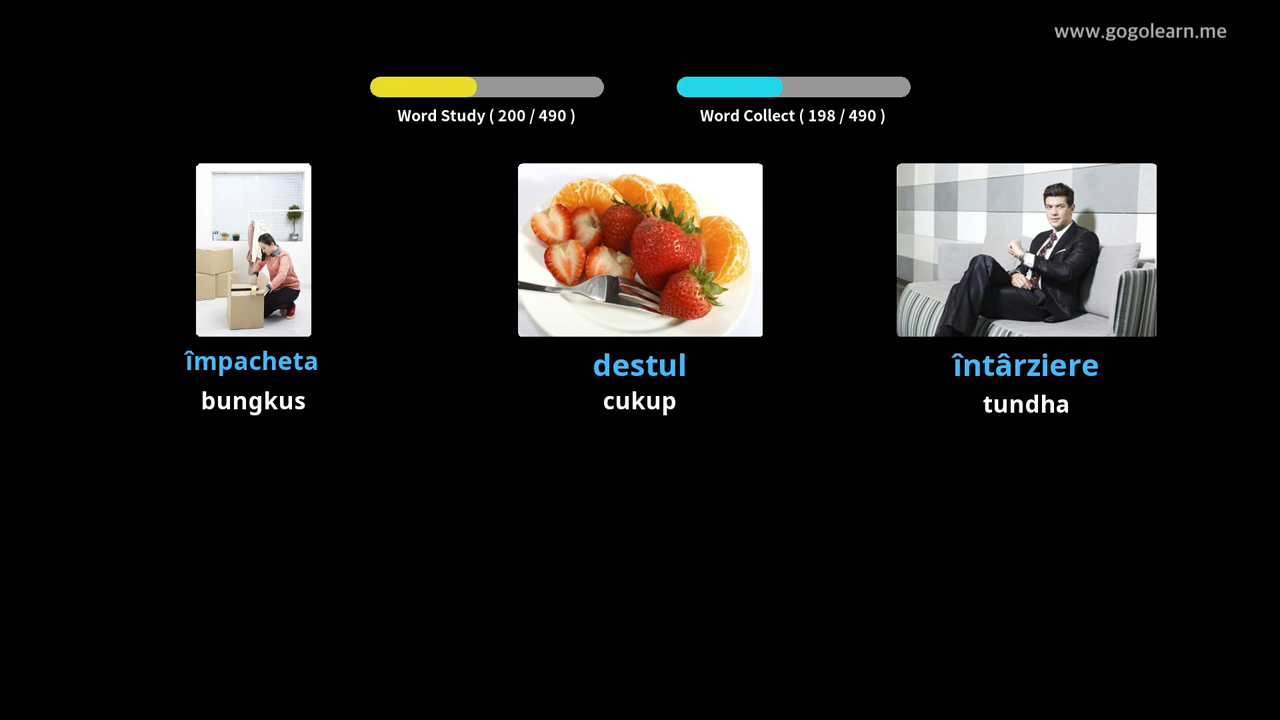 www.gogolearn.me
Word Study ( 200 / 490 )
Word Collect ( 198 / 490 )
împacheta
bungkus
destul
cukup
întârziere
tundha